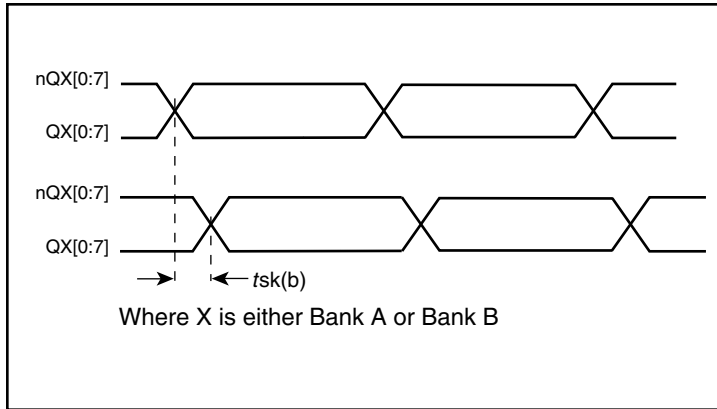 nQX[0:7]
QX[0:7]
nQX[0:7]
QX[0:7]
tsk(b)
Where X is either Bank A or Bank B